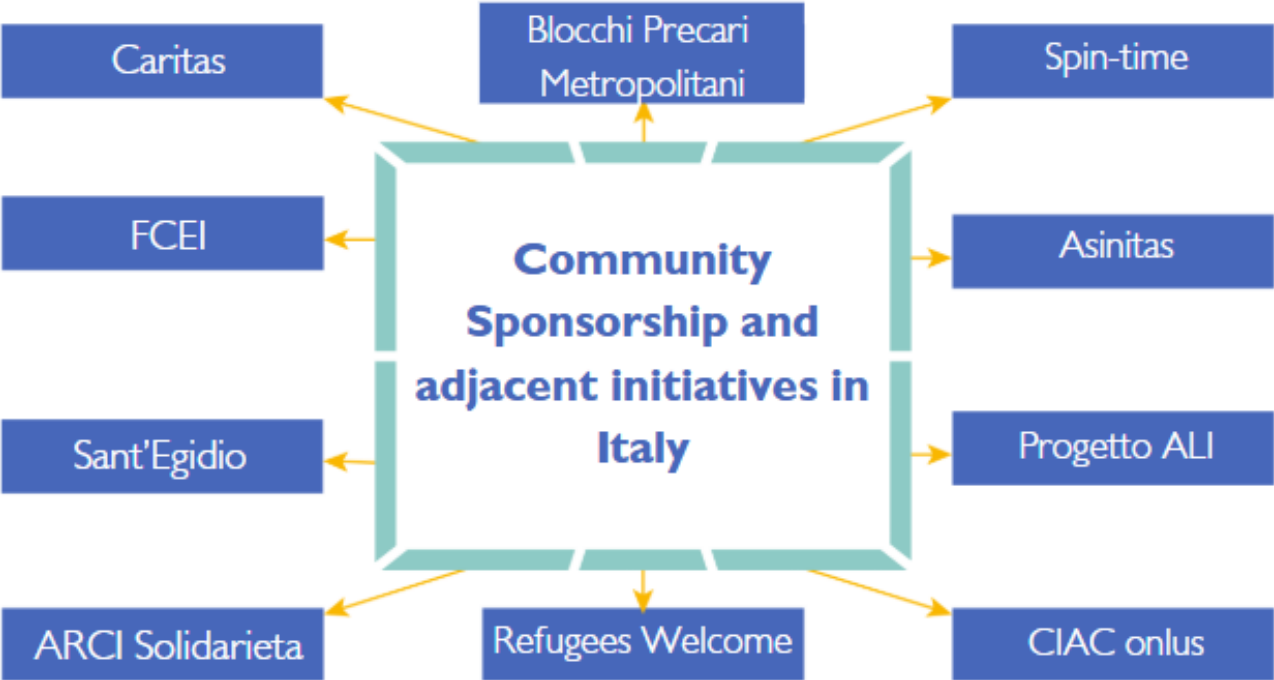 Caritas
Blocchi Precari
Metropolitani
Spin-time
FCEI
Community
Sponsorship and
adjacent initiatives in
Italy
Asinitas
Sant'Egidio
Progetto ALI
ARCI Solidarieta
Refugees Welcome
CIAC onlus